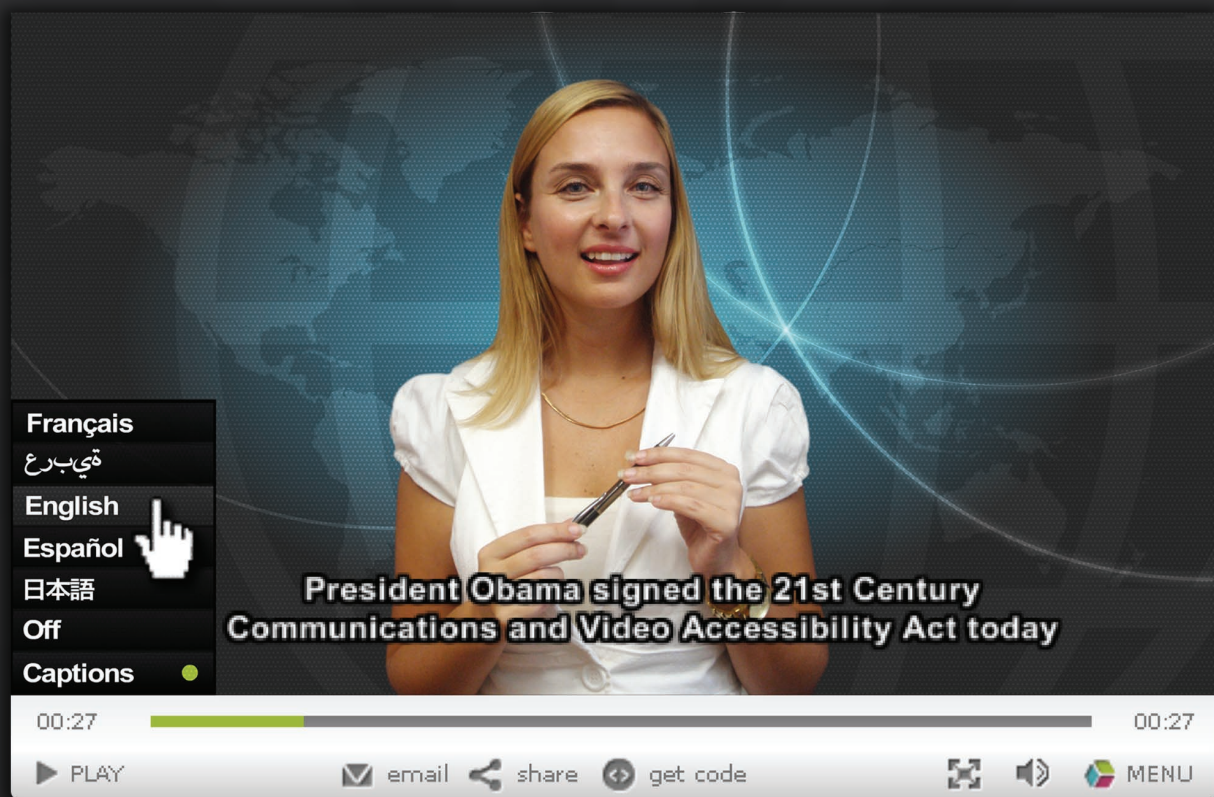 President Obama signed the 21st Century
Communications and Video Accessibility Act today
Français
ةيبرع
English
Español
日本語
Off
Captions
00:27
00:27
PLAY
email
share
get code
MENU